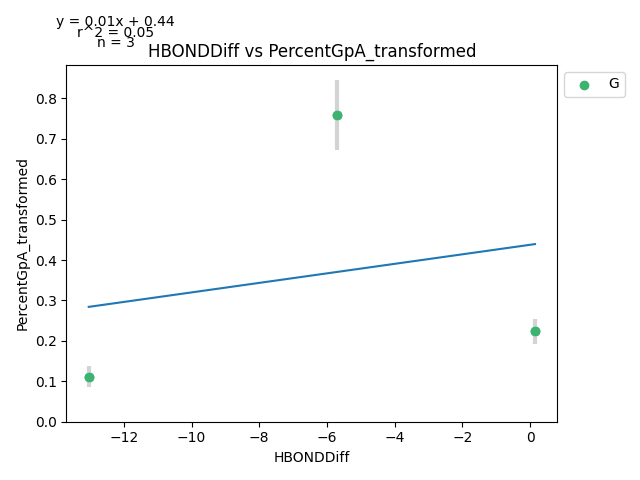 y = 0.01x + 0.44
r^2 = 0.05
n = 3
HBONDDiff vs PercentGpA_transformed
G
PercentGpA_transformed
0.8
0.7
0.6
0.5
0.4
0.3
0.2
0.1
0.0
−12 −10 −8 −6 −4 −2 0
HBONDDiff